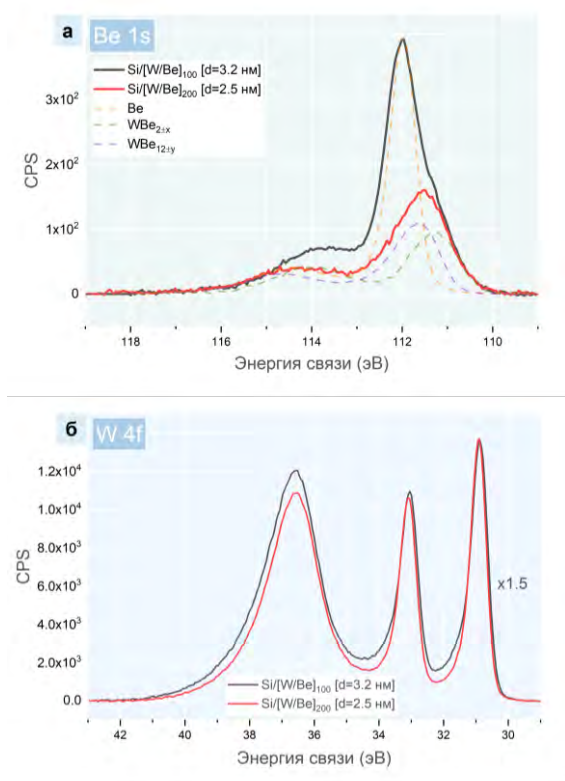 а Be 1s
Si/[W/Be]100 [d=3.2 нм]
Si/[W/Be]200 [d=2.5 нм]
Be
WBe2±x
WBe12±y
3x10²
2x10²
1x10²
0
CPS
118 116 114 112 110
Энергия связи (эВ)
б W 4f
1.2x10⁴
1.0x10⁴
8.0x10³
6.0x10³
4.0x10³
2.0x10³
0.0
CPS
x1.5
Si/[W/Be]100 [d=3.2 нм]
Si/[W/Be]200 [d=2.5 нм]
42 40 38 36 34 32 30
Энергия связи (эВ)